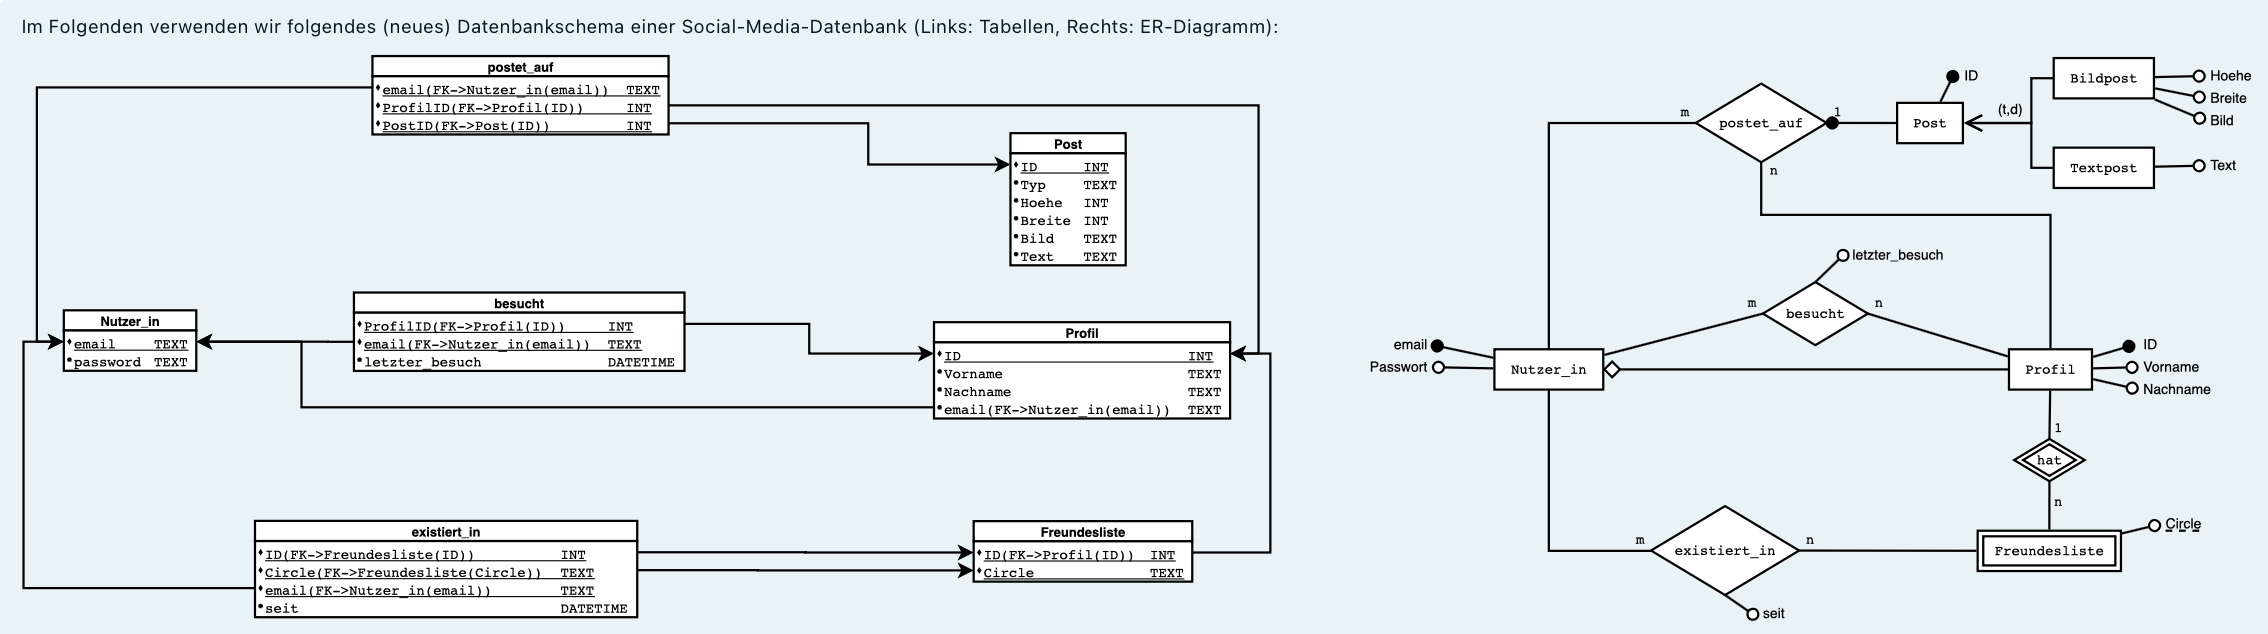 Im Folgenden verwenden wir folgendes (neues) Datenbankschema einer Social-Media-Datenbank (Links: Tabellen, Rechts: ER-Diagramm):
postet_auf
email(FK->Nutzer_in(email)) TEXT
ProfilID(FK->Profil(ID)) INT
PostID(FK->Post(ID)) INT
Post
ID INT
Typ TEXT
Hoehe INT
Breite INT
Bild TEXT
Text TEXT
Nutzer_in
email TEXT
password TEXT
besucht
ProfilID(FK->Profil(ID)) INT
email(FK->Nutzer_in(email)) TEXT
letzter_besuch DATETIME
Profil
ID INT
Vorname TEXT
Nachname TEXT
email(FK->Nutzer_in(email)) TEXT
existiert_in
ID(FK->Freundesliste(ID)) INT
Circle(FK->Freundesliste(Circle)) TEXT
email(FK->Nutzer_in(email)) TEXT
seit DATETIME
Freundesliste
ID(FK->Profil(ID)) INT
Circle TEXT
ID
Bildpost
Hoehe
Breite
Bild
m
postet_auf
1
Post
(t,d)
Textpost
Text
n
letzter_besuch
m
besucht
n
email
Passwort
Nutzer_in
Profil
ID
Vorname
Nachname
1
hat
n
Circle
m
existiert_in
n
Freundesliste
seit